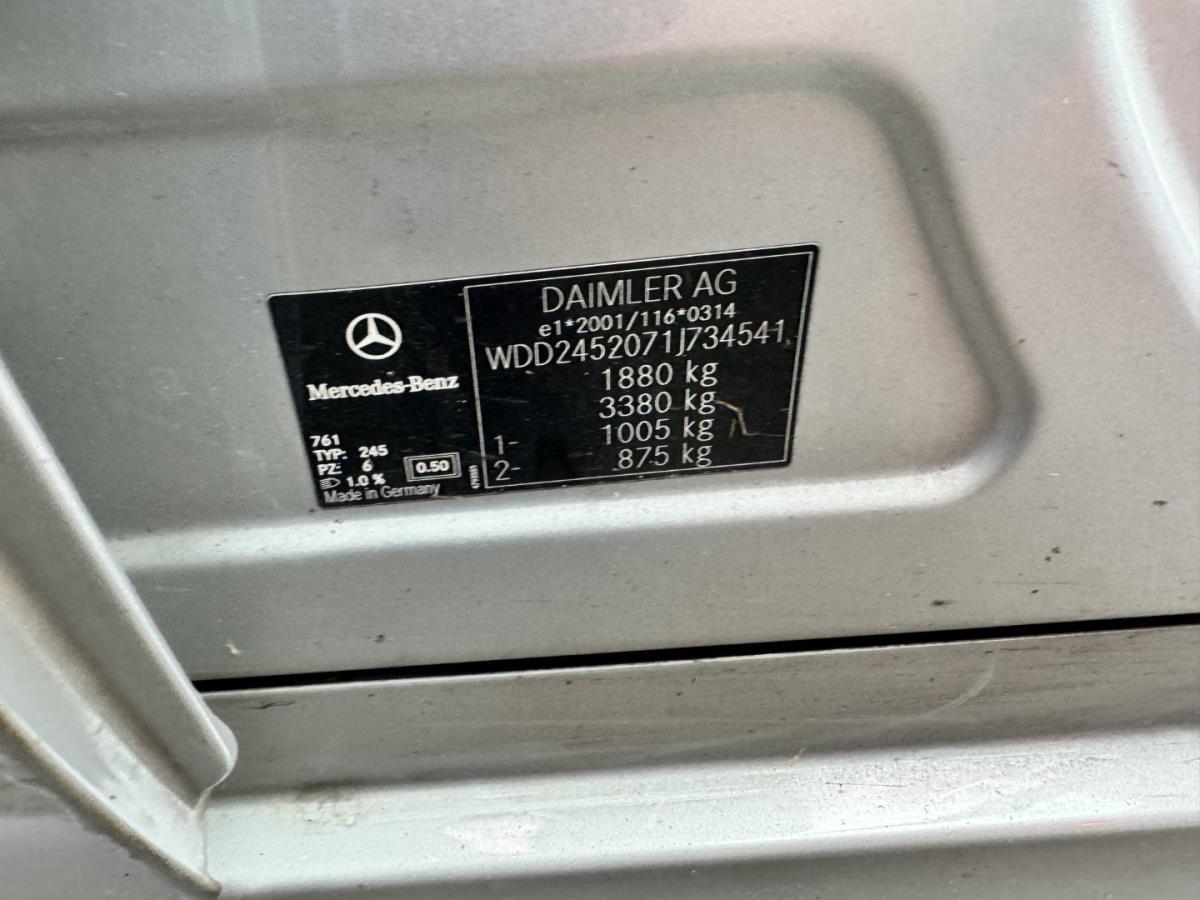 Mercedes-Benz
761
TYP: 245
PZ: 6
1.0 %
0.50
Made in Germany
DAIMLER AG
e1*2001/116*0314
WDD2452071J734541
1880 kg
3380 kg
1- 1005 kg
2- 875 kg